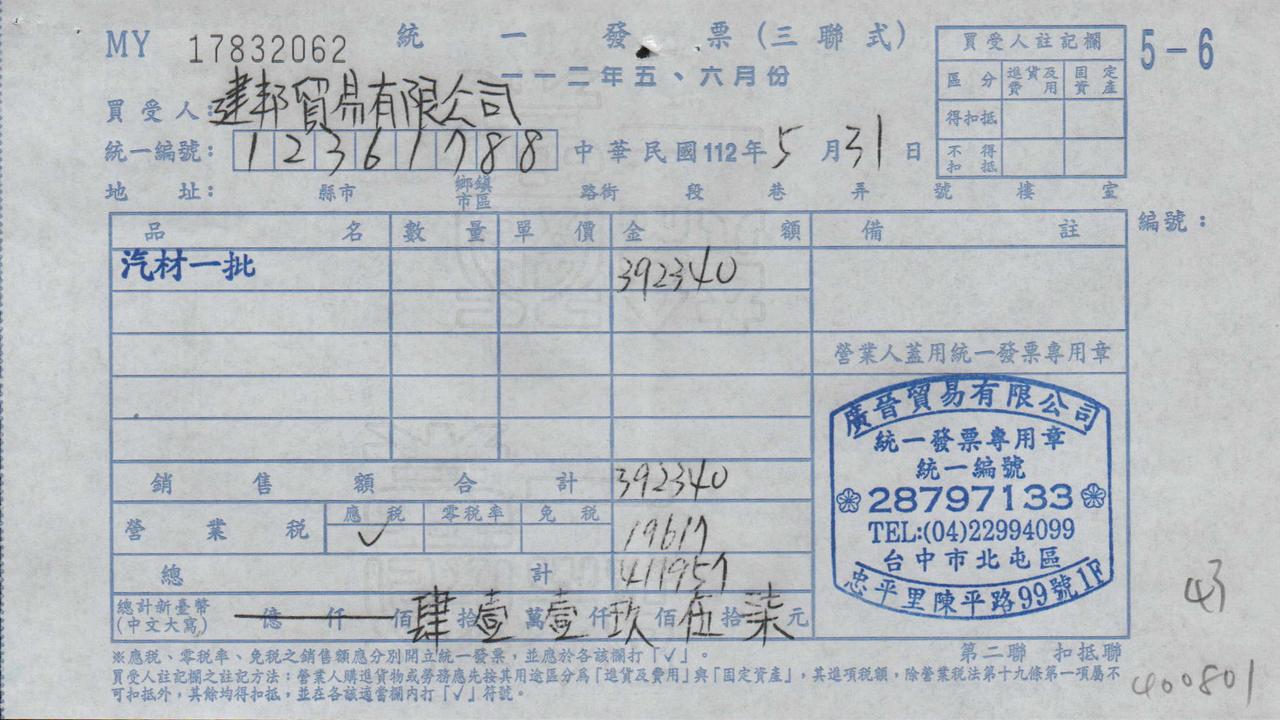 MY 17832062 統一發票(三聯式) 5-6
一一二年五、六月份
買受人:建邦貿易有限公司
統一編號:12361788 中華民國112年5月31日
地址: 縣市 鄉鎮市區 路街 段 巷 弄 號 樓 室
買受人註記欄
區分 進貨及費用 固定資產
得扣抵
不得扣抵
編號:
品名 數量 單價 金額 備註
汽材一批 392340
營業人蓋用統一發票專用章
廣音貿易有限公司
統一發票專用章
統一編號
28797133
TEL:(04)22994099
台中市北屯區
忠平里陳平路99號1F
銷售額合計 392340
營業稅 應稅 零稅率 免稅
✓ 19617
總計 411957
總計新臺幣(中文大寫) 億 仟 佰 肆 拾 壹 萬 壹 仟 玖 佰 伍 拾 柒 元
43
※應稅、零稅率、免稅之銷售額應分別開立統一發票,並應於各該欄打「✓」。
第二聯 扣抵聯
買受人註記欄之註記方法:營業人購進貨物或勞務應先按其用途區分為「進貨及費用」與「固定資產」,其進項稅額,除營業稅法第十九條第一項屬不
可扣抵外,其餘均得扣抵,並在各該適當欄內打「✓」符號。
400801